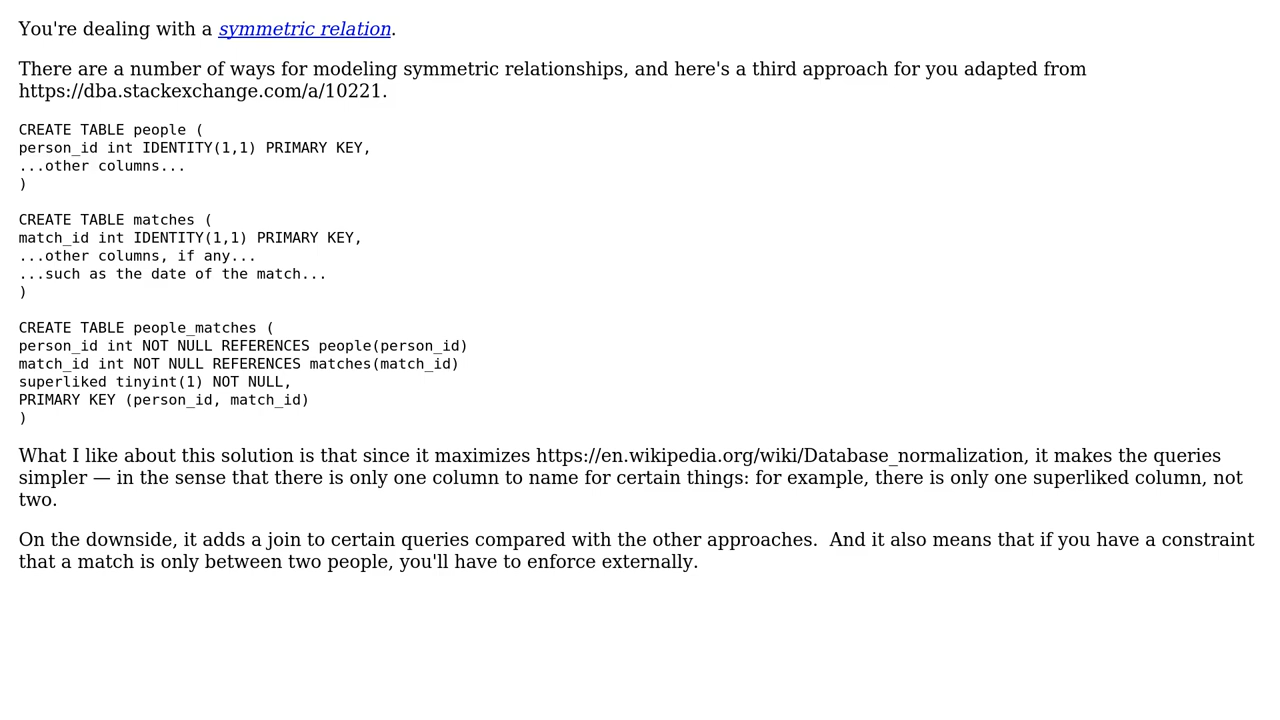 You're dealing with a symmetric relation.
There are a number of ways for modeling symmetric relationships, and here's a third approach for you adapted from
https://dba.stackexchange.com/a/10221.
CREATE TABLE people (
person_id int IDENTITY(1,1) PRIMARY KEY,
...other columns...
)
CREATE TABLE matches (
match_id int IDENTITY(1,1) PRIMARY KEY,
...other columns, if any...
...such as the date of the match...
)
CREATE TABLE people_matches (
person_id int NOT NULL REFERENCES people(person_id)
match_id int NOT NULL REFERENCES matches(match_id)
superliked tinyint(1) NOT NULL,
PRIMARY KEY (person_id, match_id)
)
What I like about this solution is that since it maximizes https://en.wikipedia.org/wiki/Database_normalization, it makes the queries
simpler — in the sense that there is only one column to name for certain things: for example, there is only one superliked column, not
two.
On the downside, it adds a join to certain queries compared with the other approaches.  And it also means that if you have a constraint
that a match is only between two people, you'll have to enforce externally.